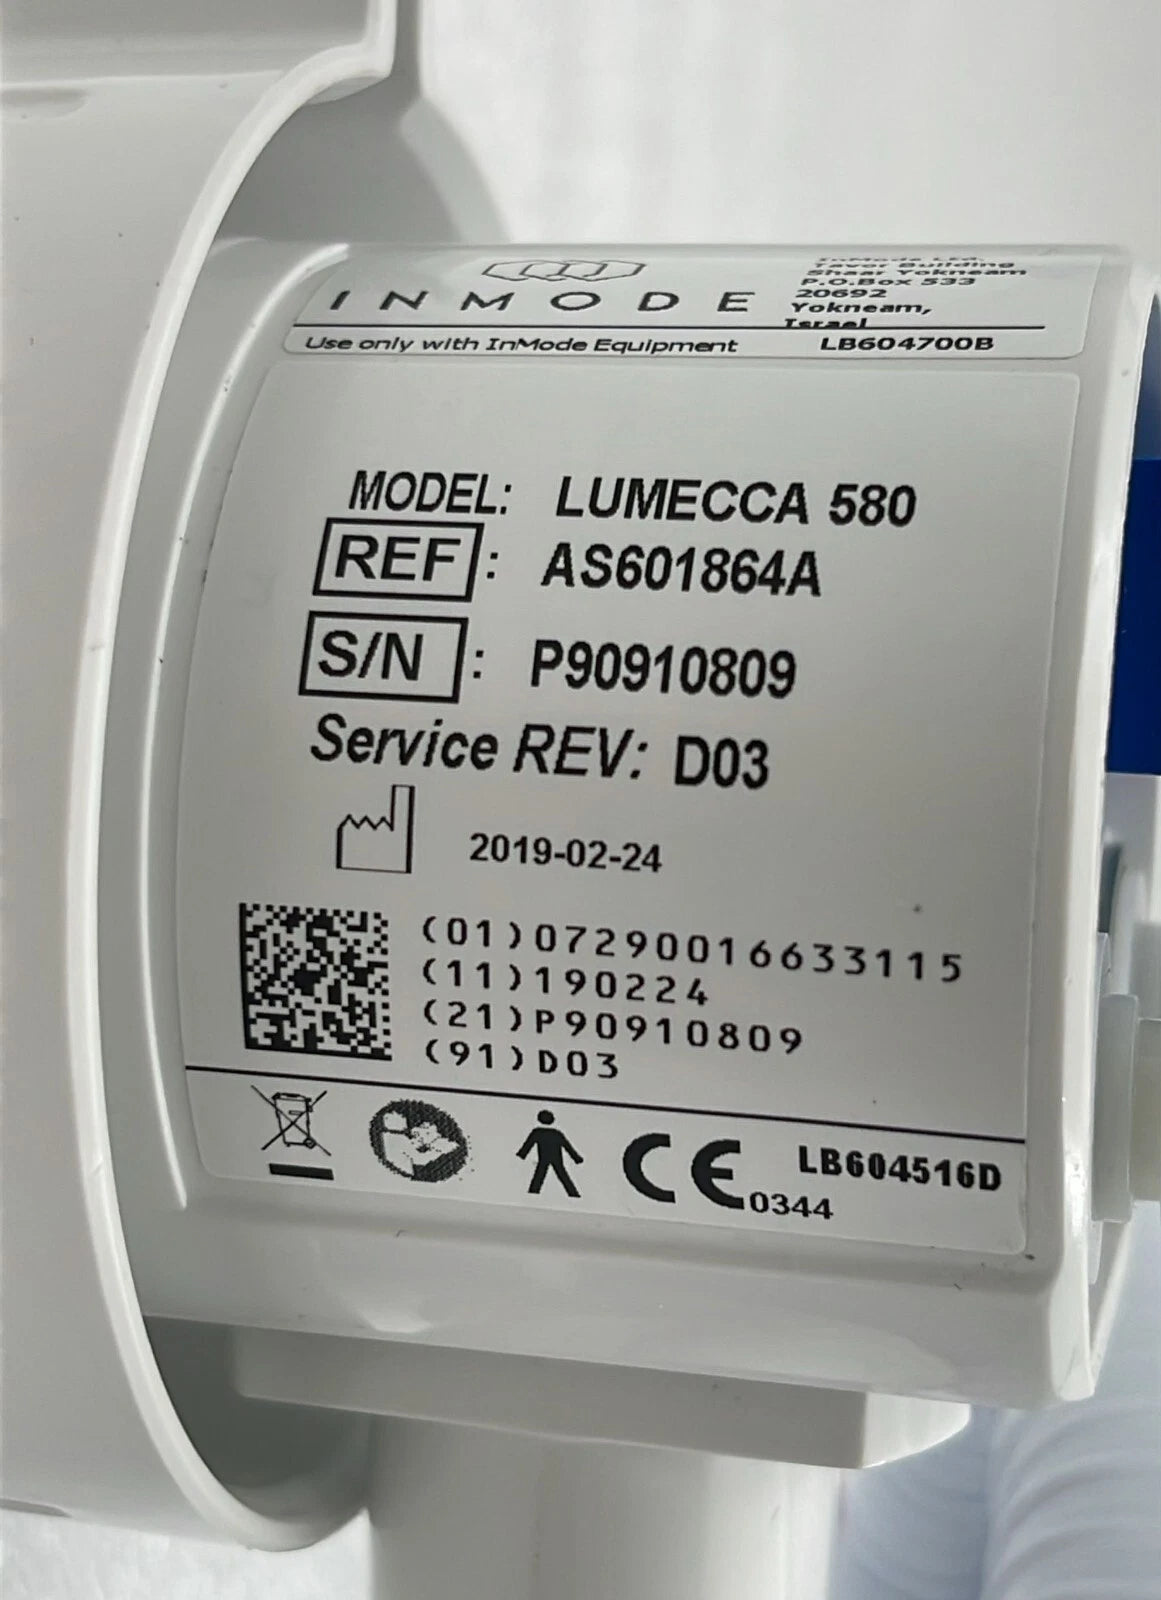 InMode Ltd.
Tavor Building
Shaar Yokneam
P.O.Box 533
20692
Yokneam,
Israel
INMODE
Use only with InMode Equipment LB604700B
MODEL: LUMECCA 580
REF: AS601864A
S/N: P90910809
Service REV: D03
2019-02-24
(01)07290016633115
(11)190224
(21)P90910809
(91)D03
CE 0344 LB604516D